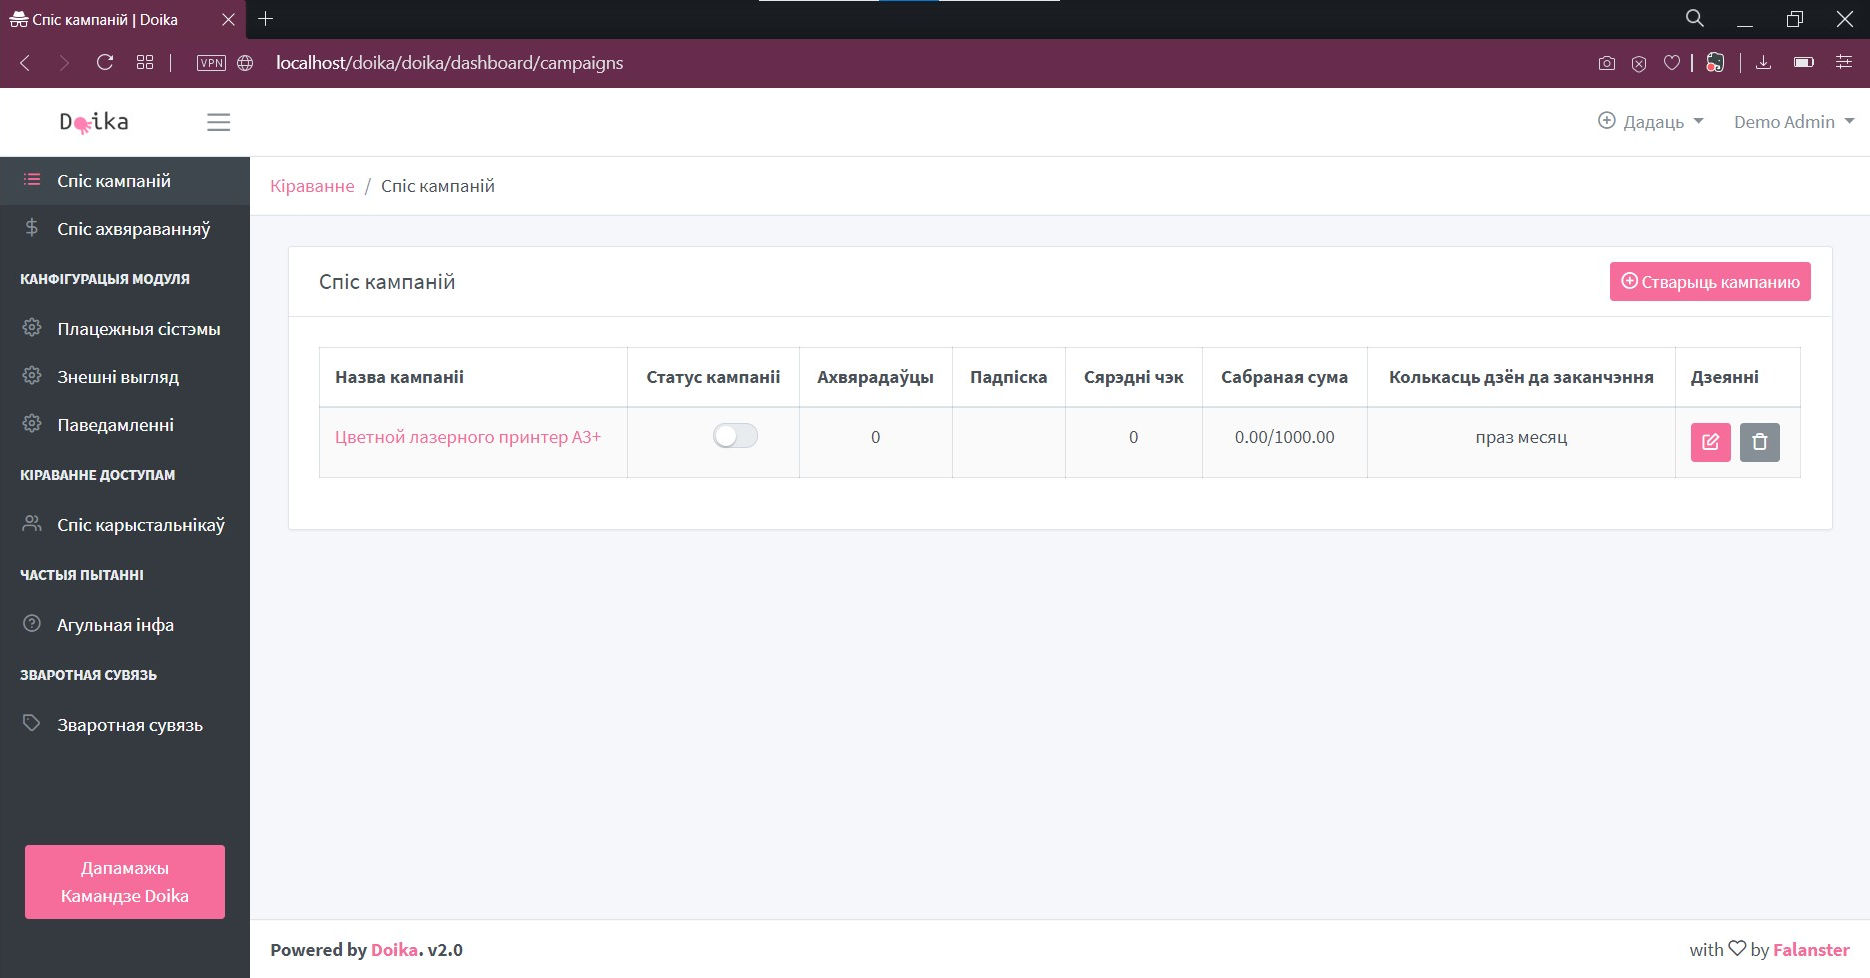 Спіс кампаній | Doika
VPN
localhost/doika/doika/dashboard/campaigns
Doika
Дадаць
Demo Admin
Спіс кампаній
Спіс ахвяраванняў
КАНФІГУРАЦЫЯ МОДУЛЯ
Плацежныя сістэмы
Знешні выгляд
Паведамленні
КІРАВАННЕ ДОСТУПАМ
Спіс карыстальнікаў
ЧАСТЫЯ ПЫТАННІ
Агульная інфа
ЗВАРОТНАЯ СУВЯЗЬ
Зваротная сувязь
Дапамажы
Камандзе Doika
Кіраванне / Спіс кампаній
Спіс кампаній
Стварыць кампанию
Назва кампаніі Статус кампаніі Ахвярадаўцы Падпіска Сярэдні чэк Сабраная сума Колькасць дзён да заканчэння Дзеянні
Цветной лазерного принтер А3+ 0 0 0.00/1000.00 праз месяц
Powered by Doika. v2.0
with by Falanster